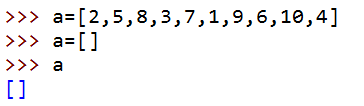 >>> a=[2,5,8,3,7,1,9,6,10,4]
>>> a=[]
>>> a
[]